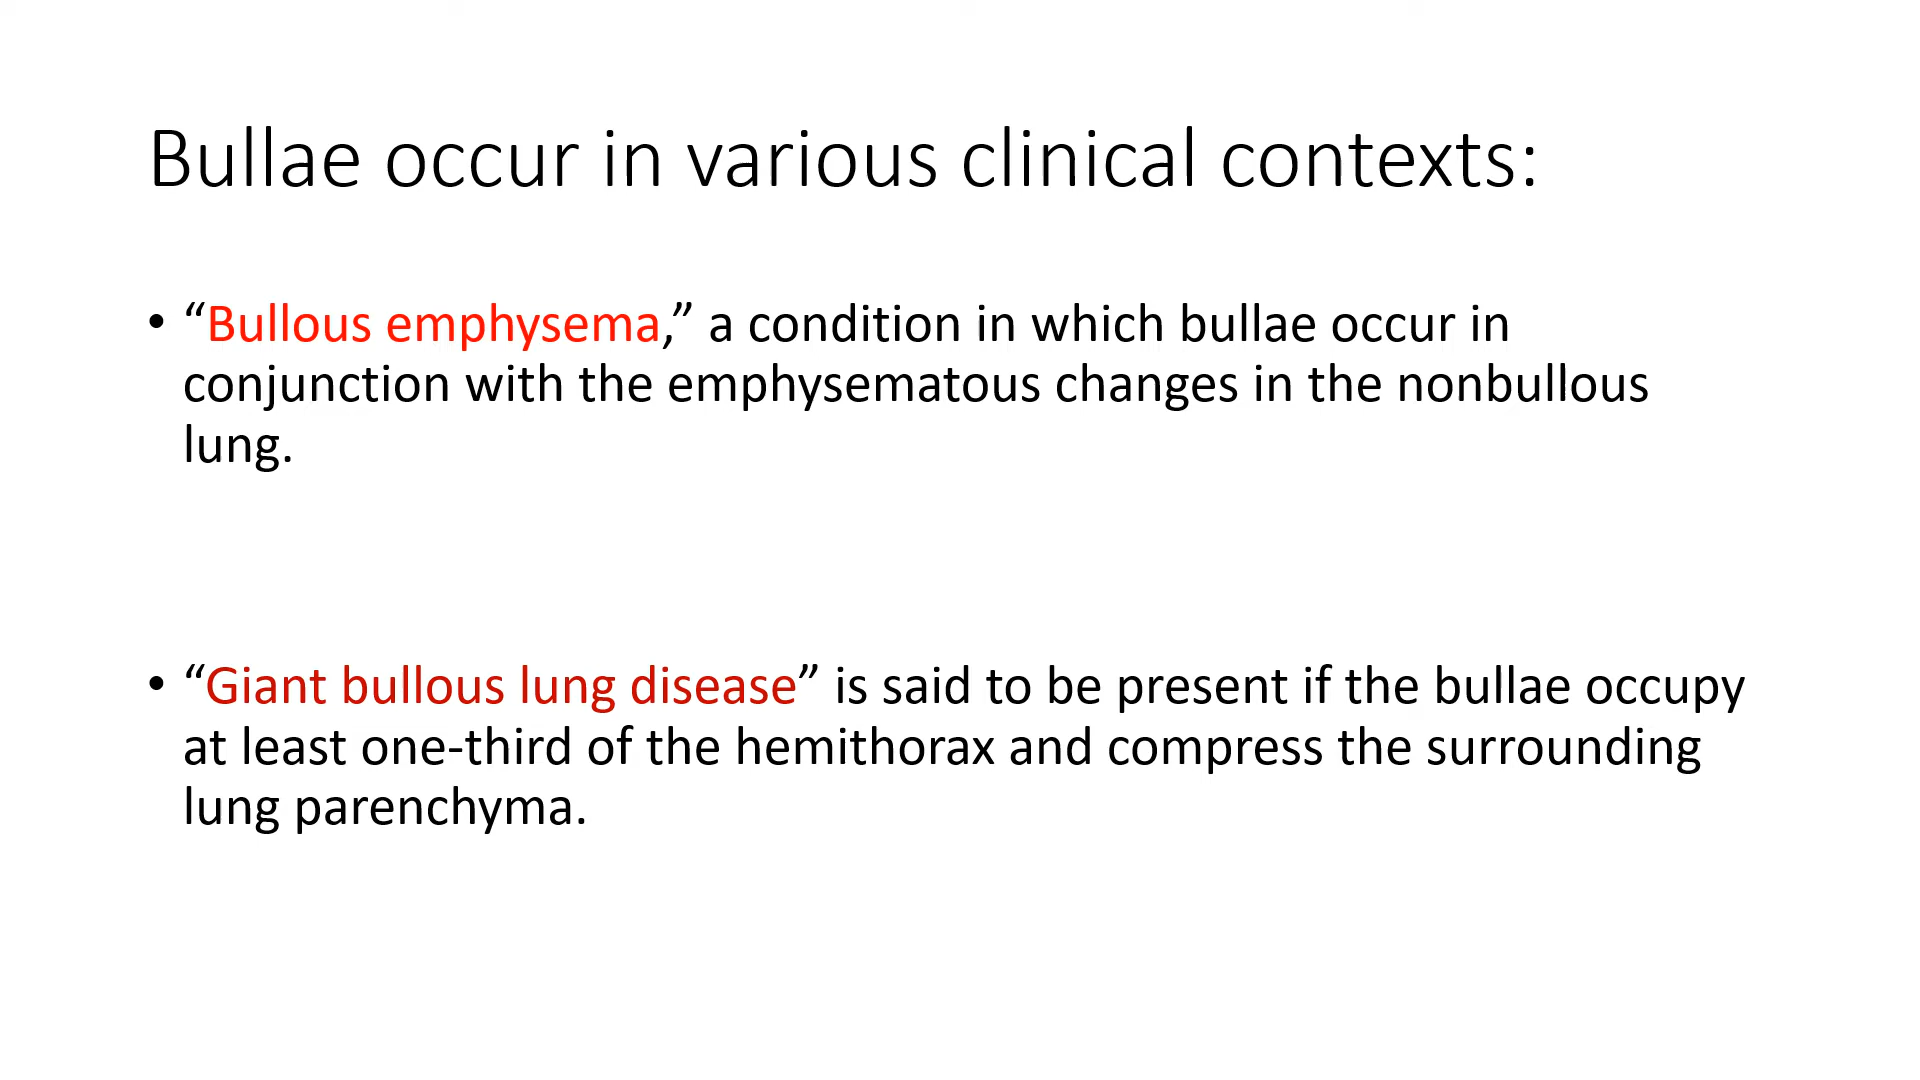 Bullae occur in various clinical contexts:
• “Bullous emphysema,” a condition in which bullae occur in
conjunction with the emphysematous changes in the nonbullous
lung.
• “Giant bullous lung disease” is said to be present if the bullae occupy
at least one-third of the hemithorax and compress the surrounding
lung parenchyma.